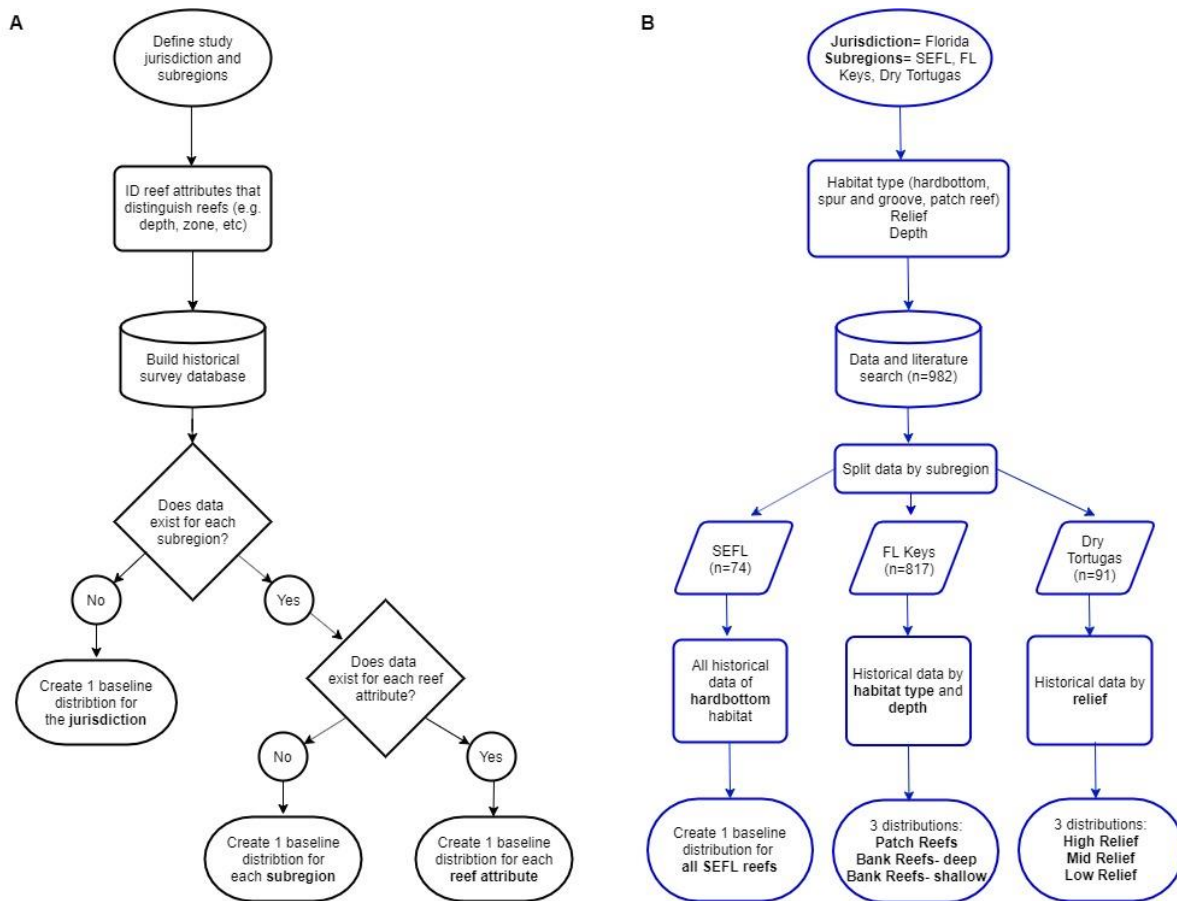 A
Define study
jurisdiction and
subregions
ID reef attributes that
distinguish reefs (e.g.
depth, zone, etc)
Build historical
survey database
Does data
exist for each
subregion?
No
Yes
Create 1 baseline
distribtion for
the jurisdiction
Does data
exist for each reef
attribute?
No
Yes
Create 1 baseline
distribtion for
each subregion
Create 1 baseline
distribtion for each
reef attribute
B
Jurisdiction= Florida
Subregions= SEFL, FL
Keys, Dry Tortugas
Habitat type (hardbottom,
spur and groove, patch reef)
Relief
Depth
Data and literature
search (n=982)
Split data by subregion
SEFL
(n=74)
FL Keys
(n=817)
Dry
Tortugas
(n=91)
All historical
data of
hardbottom
habitat
Historical data by
habitat type and
depth
Historical data by
relief
Create 1 baseline
distribution for
all SEFL reefs
3 distributions:
Patch Reefs
Bank Reefs- deep
Bank Reefs- shallow
3 distributions:
High Relief
Mid Relief
Low Relief